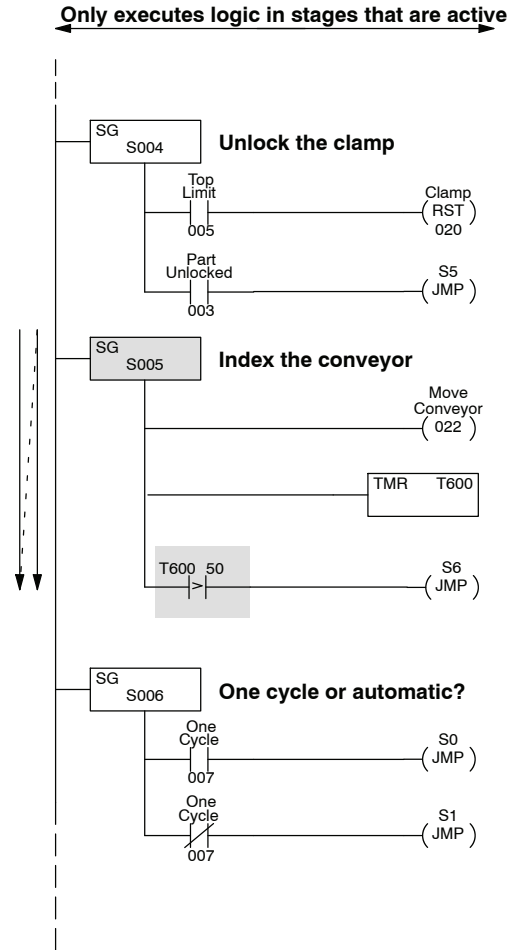 Only executes logic in stages that are active
SG
S004
Unlock the clamp
Top
Limit
005
Clamp
RST
020
Part
Unlocked
003
S5
JMP
SG
S005
Index the conveyor
Move
Conveyor
022
TMR T600
T600 50
>
S6
JMP
SG
S006
One cycle or automatic?
One
Cycle
007
S0
JMP
One
Cycle
007
S1
JMP